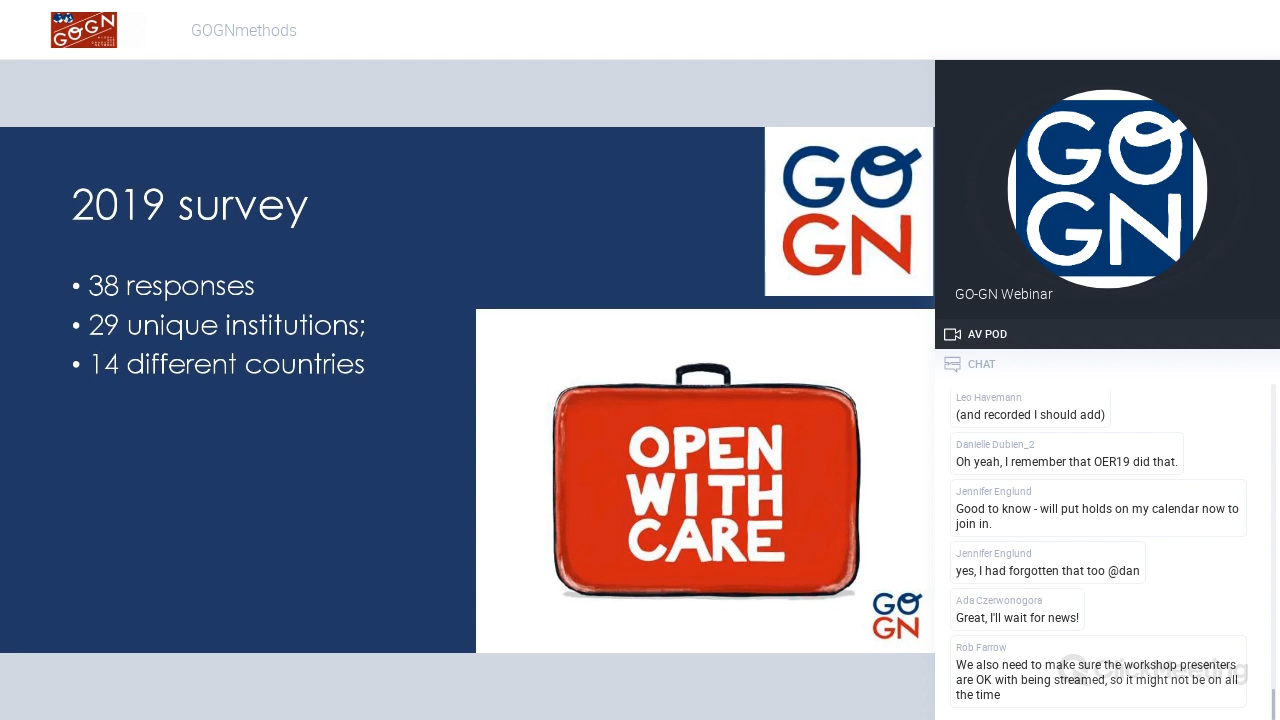 GOGN
GOGNmethods
2019 survey
• 38 responses
• 29 unique institutions;
• 14 different countries
GO
GN
OPEN
WITH
CARE
GO
GN
GO
GN
GO-GN Webinar
AV POD
CHAT
Leo Havemann
(and recorded I should add)
Danielle Dubien_2
Oh yeah, I remember that OER19 did that.
Jennifer Englund
Good to know - will put holds on my calendar now to
join in.
Jennifer Englund
yes, I had forgotten that too @dan
Ada Czerwonogora
Great, I'll wait for news!
Rob Farrow
We also need to make sure the workshop presenters
are OK with being streamed, so it might not be on all
the time
ClickMeeting